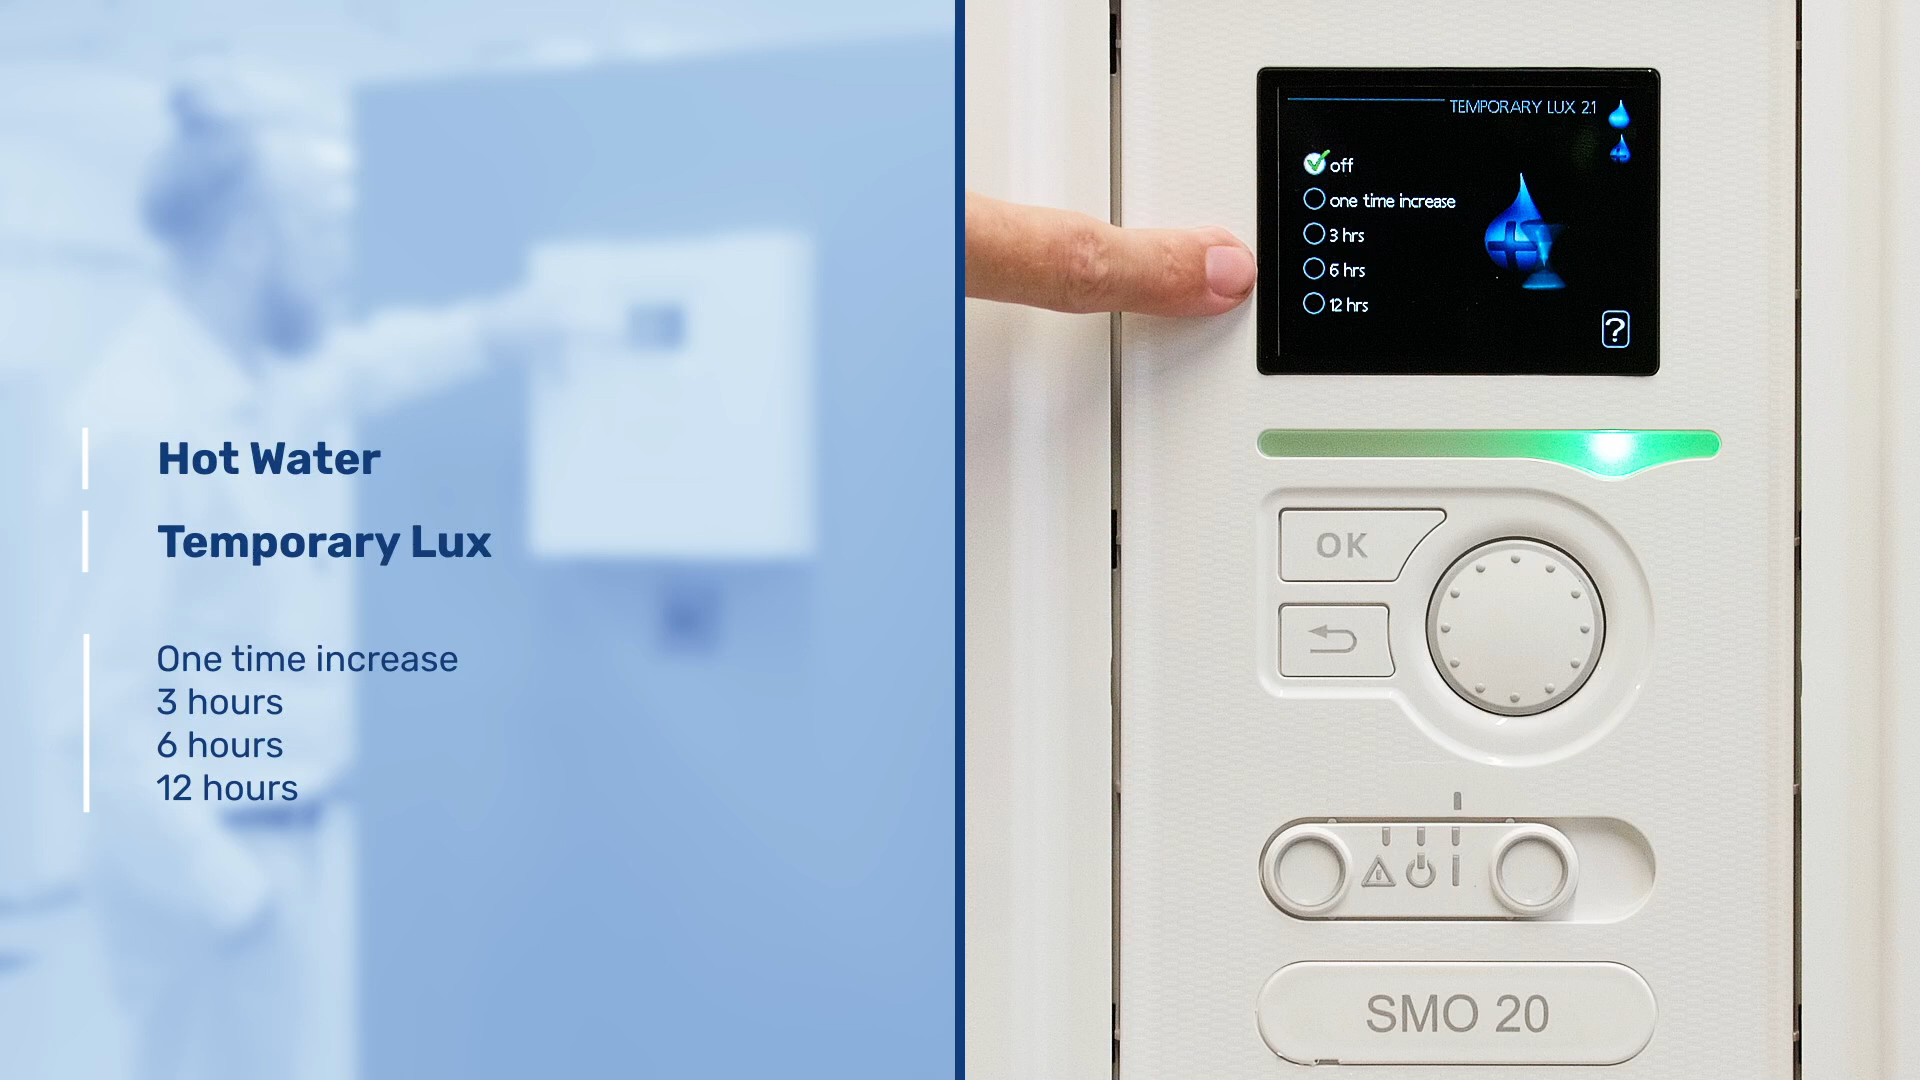 Hot Water
Temporary Lux
One time increase
3 hours
6 hours
12 hours
TEMPORARY LUX 2.1
off
one time increase
3 hrs
6 hrs
12 hrs
?
OK
SMO 20